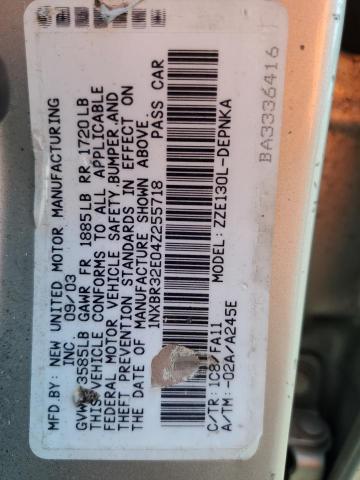 MFD.BY: NEW UNITED MOTOR MANUFACTURING
INC. 09/03
GVWR 3585LB GAWR FR 1885LB RR 1720LB
THIS VEHICLE CONFORMS TO ALL APPLICABLE
FEDERAL MOTOR VEHICLE SAFETY, BUMPER, AND
THEFT PREVENTION STANDARDS IN EFFECT ON
THE DATE OF MANUFACTURE SHOWN ABOVE.
1NXBR32E04Z255718 PASS CAR
C/TR:1C8/FA11 MODEL:ZZE130L-DEPNKA
A/TM:-02A/A245E
BA3336416